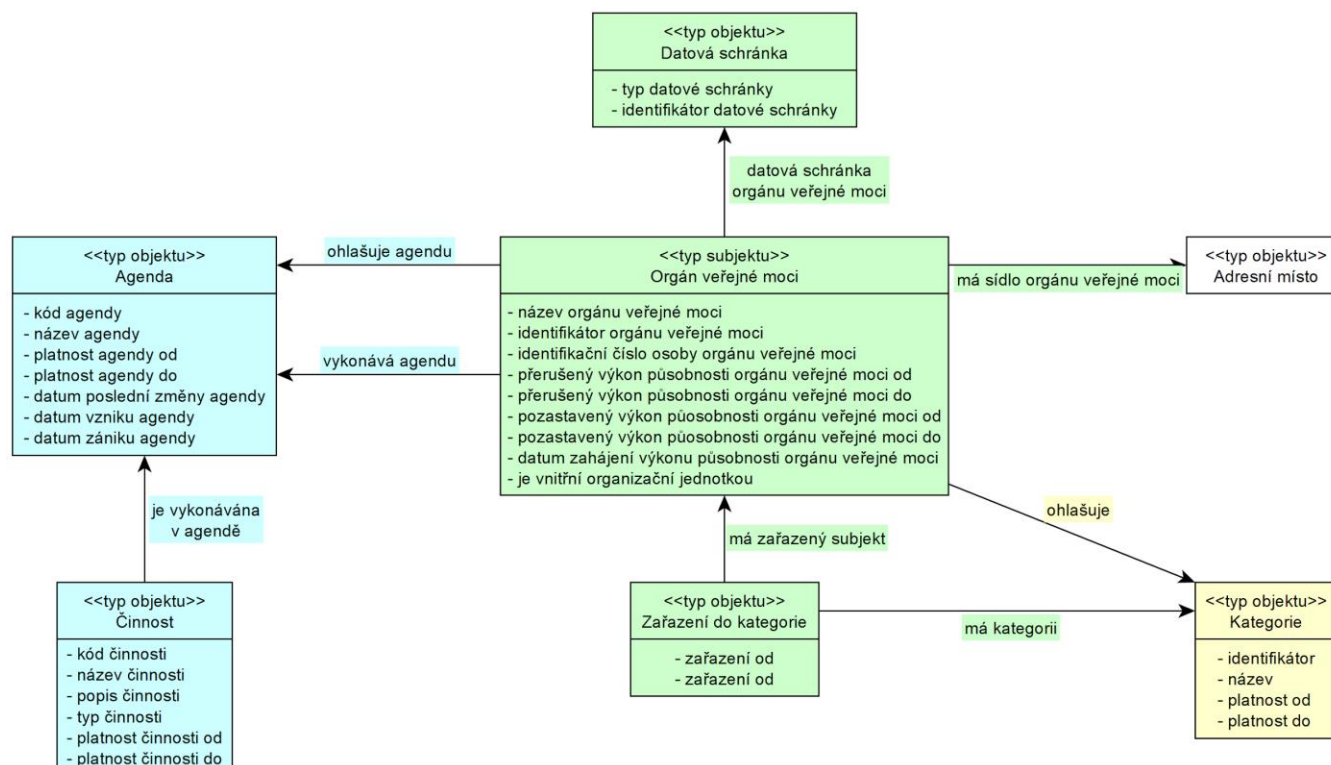 <<typ objektu>>
Datová schránka
- typ datové schránky
- identifikátor datové schránky
datová schránka
orgánu veřejné moci
<<typ objektu>>
Agenda
- kód agendy
- název agendy
- platnost agendy od
- platnost agendy do
- datum poslední změny agendy
- datum vzniku agendy
- datum zániku agendy
ohlašuje agendu
vykonává agendu
<<typ subjektu>>
Orgán veřejné moci
- název orgánu veřejné moci
- identifikátor orgánu veřejné moci
- identifikační číslo osoby orgánu veřejné moci
- přerušený výkon působnosti orgánu veřejné moci od
- přerušený výkon působnosti orgánu veřejné moci do
- pozastavený výkon půosobnosti orgánu veřejné moci od
- pozastavený výkon půosobnosti orgánu veřejné moci do
- datum zahájení výkonu působnosti orgánu veřejné moci
- je vnitřní organizační jednotkou
má sídlo orgánu veřejné moci
<<typ objektu>>
Adresní místo
je vykonávána
v agendě
má zařazený subjekt
ohlašuje
<<typ objektu>>
Činnost
- kód činnosti
- název činnosti
- popis činnosti
- typ činnosti
- platnost činnosti od
- platnost činnosti do
<<typ objektu>>
Zařazení do kategorie
- zařazení od
- zařazení od
má kategorii
<<typ objektu>>
Kategorie
- identifikátor
- název
- platnost od
- platnost do